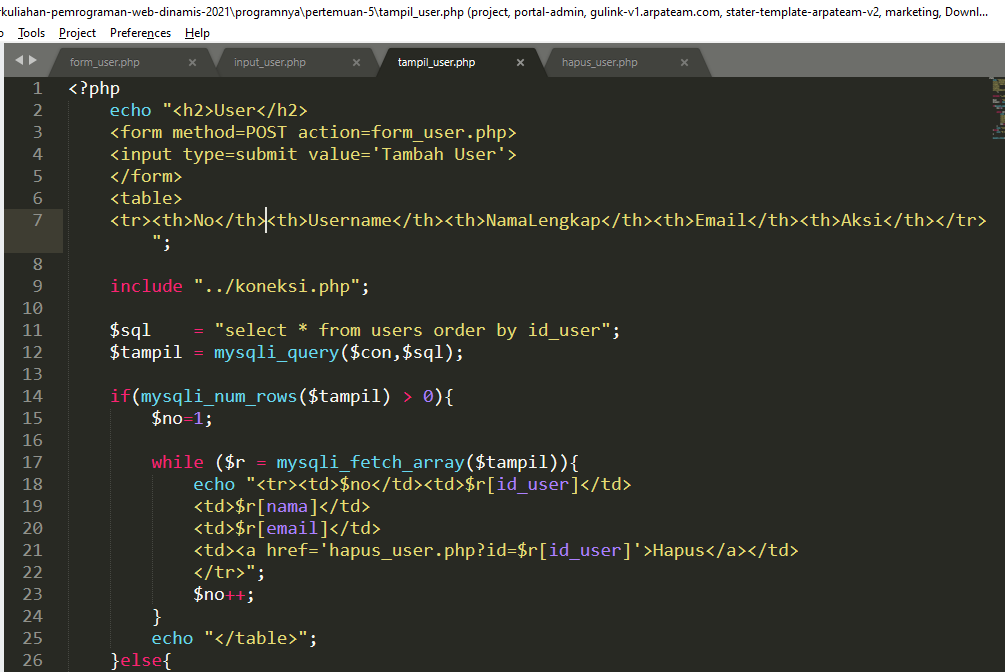 rkuliahan-pemrograman-web-dinamis-2021\programnya\pertemuan-5\tampil_user.php (project, portal-admin, gulink-v1.arpateam.com, stater-template-arpateam-v2, marketing, Downl...
Tools Project Preferences Help
form_user.php × input_user.php × tampil_user.php × hapus_user.php ×
1 <?php
2 echo "<h2>User</h2>
3 <form method=POST action=form_user.php>
4 <input type=submit value='Tambah User'>
5 </form>
6 <table>
7 <tr><th>No</th><th>Username</th><th>NamaLengkap</th><th>Email</th><th>Aksi</th></tr>
";
8
9 include "../koneksi.php";
10
11 $sql    = "select * from users order by id_user";
12 $tampil = mysqli_query($con,$sql);
13
14 if(mysqli_num_rows($tampil) > 0){
15 $no=1;
16
17 while ($r = mysqli_fetch_array($tampil)){
18 echo "<tr><td>$no</td><td>$r[id_user]</td>
19 <td>$r[nama]</td>
20 <td>$r[email]</td>
21 <td><a href='hapus_user.php?id=$r[id_user]'>Hapus</a></td>
22 </tr>";
23 $no++;
24 }
25 echo "</table>";
26 }else{